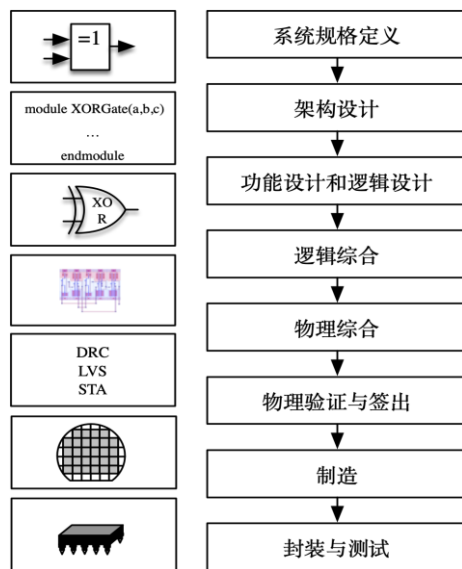 =1
系统规格定义
module XORGate(a,b,c)
…
endmodule
架构设计
功能设计和逻辑设计
XO
R
逻辑综合
物理综合
DRC
LVS
STA
物理验证与签出
制造
封装与测试